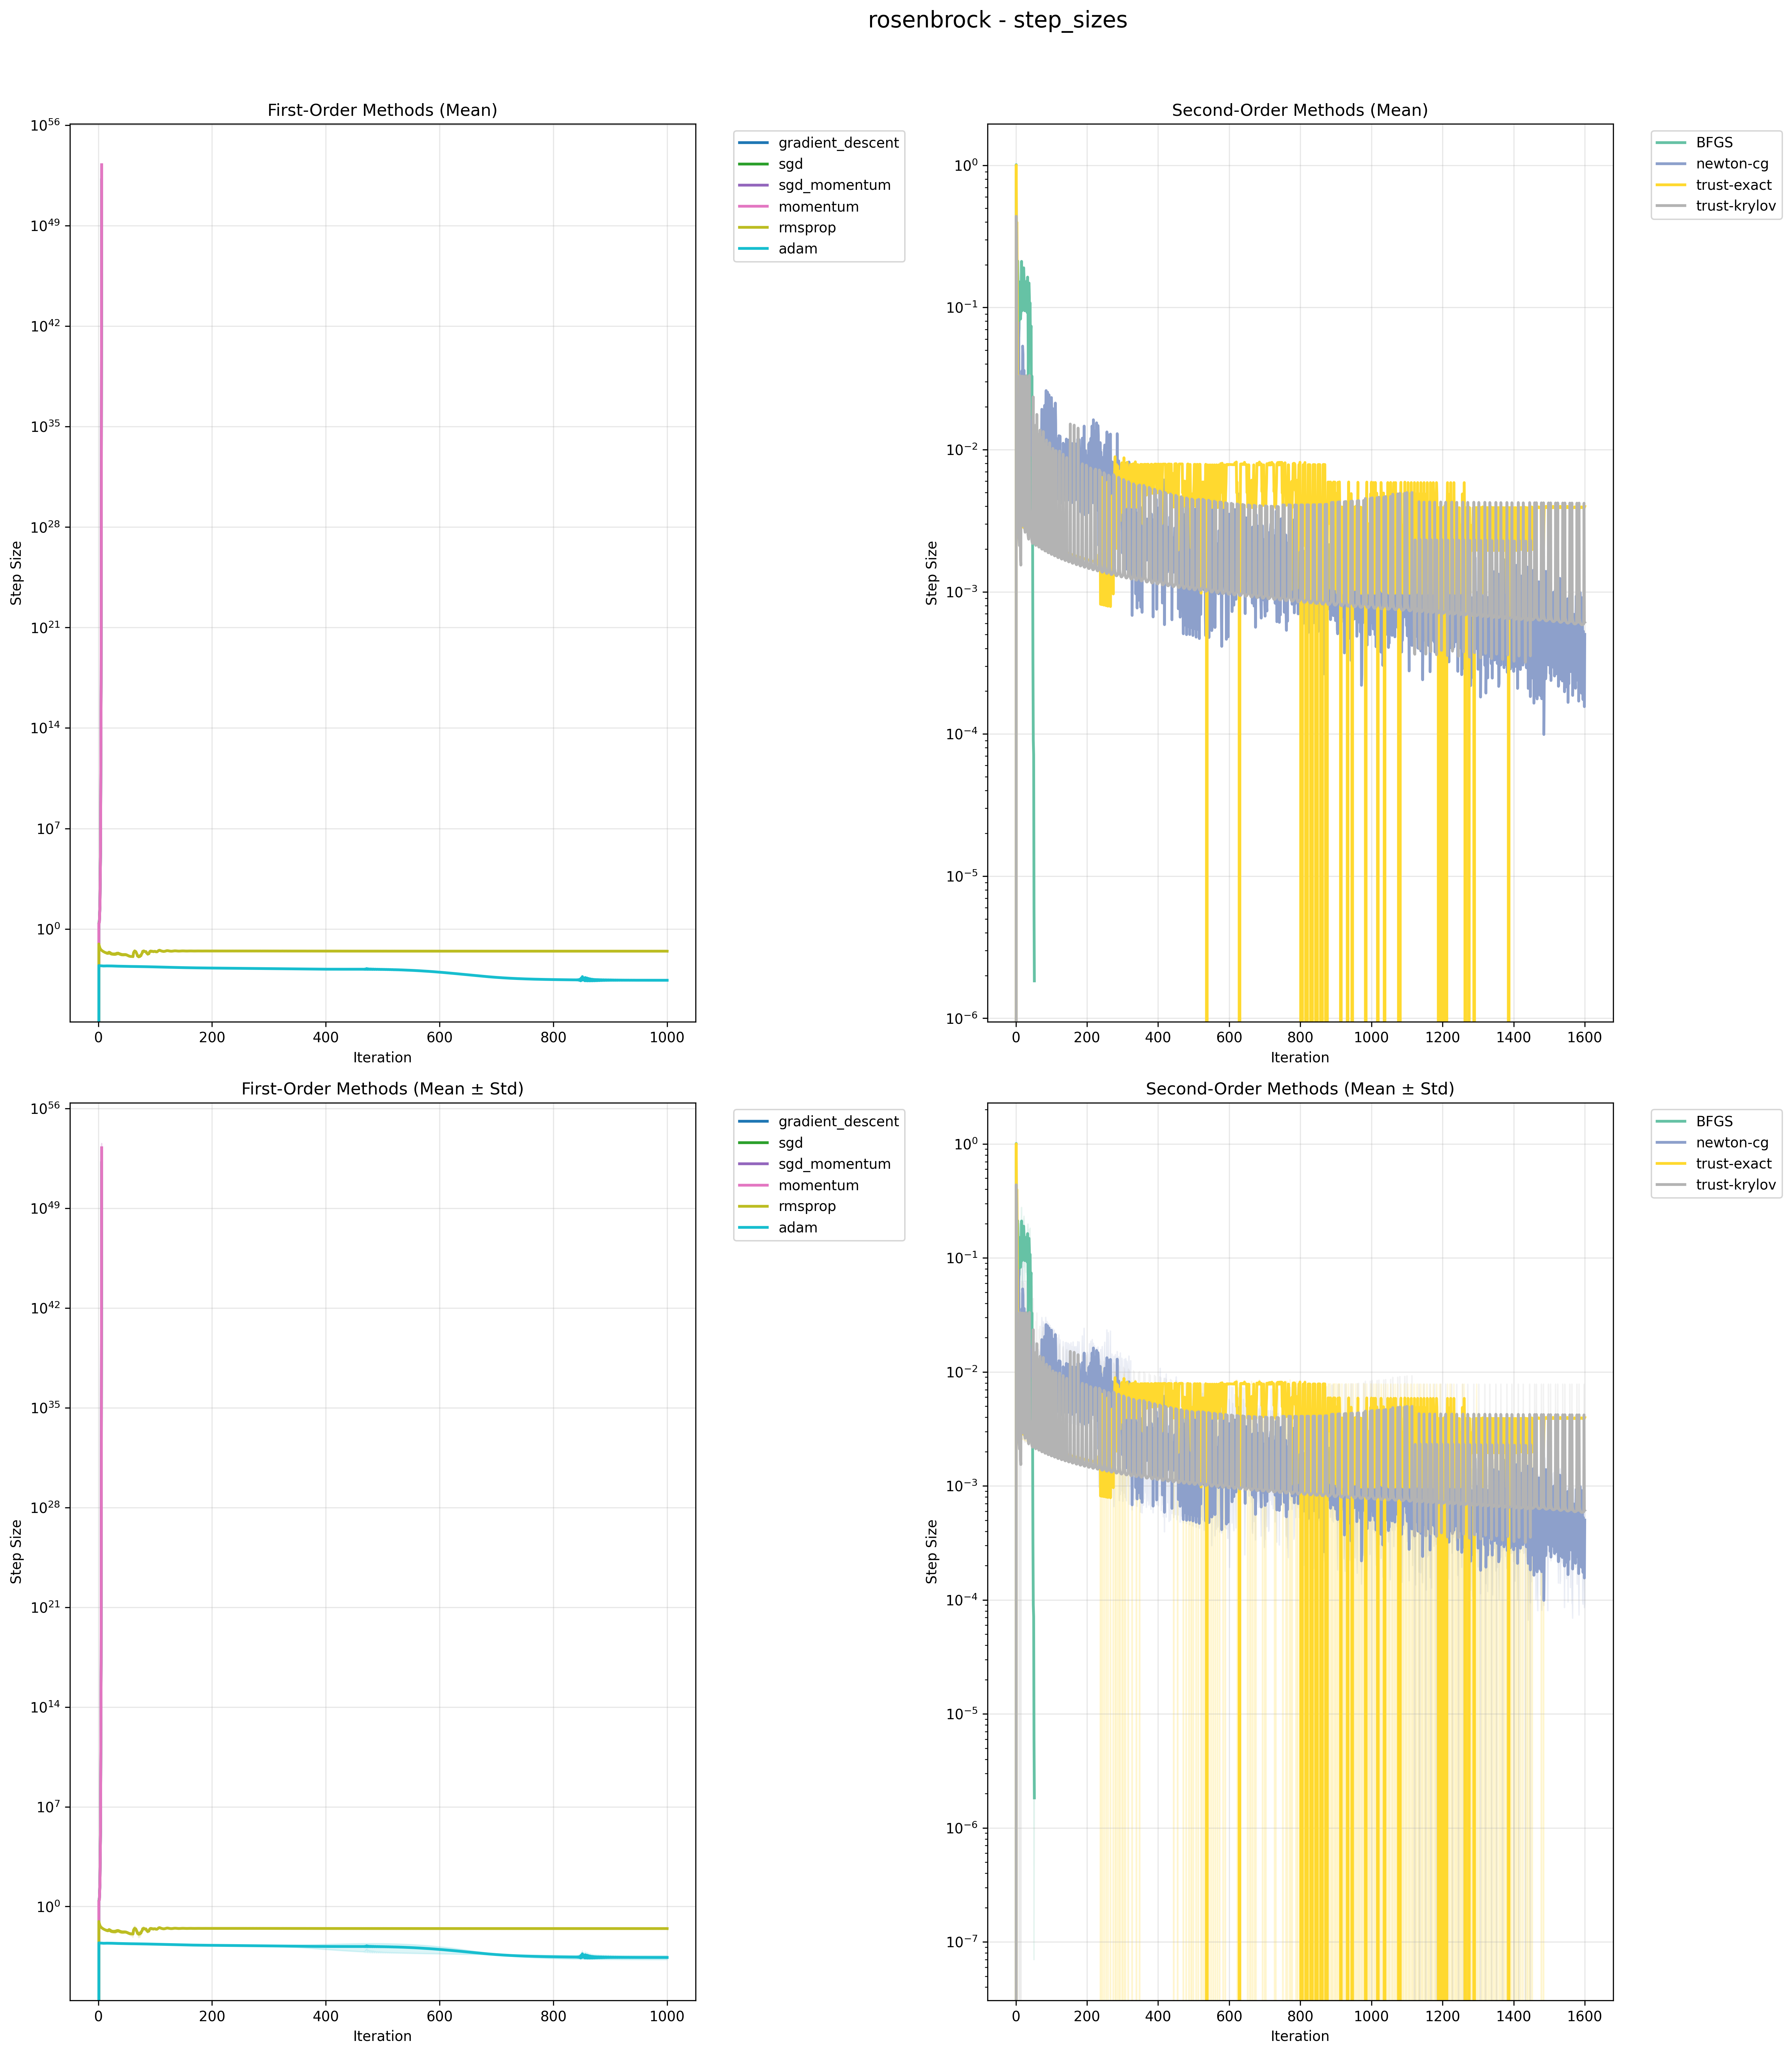 rosenbrock - step_sizes
First-Order Methods (Mean)
10^56
10^49
10^42
10^35
10^28
10^21
10^14
10^7
10^0
Step Size
0 200 400 600 800 1000
Iteration
gradient_descent
sgd
sgd_momentum
momentum
rmsprop
adam
Second-Order Methods (Mean)
10^0
10^−1
10^−2
10^−3
10^−4
10^−5
10^−6
Step Size
0 200 400 600 800 1000 1200 1400 1600
Iteration
BFGS
newton-cg
trust-exact
trust-krylov
First-Order Methods (Mean ± Std)
10^56
10^49
10^42
10^35
10^28
10^21
10^14
10^7
10^0
Step Size
0 200 400 600 800 1000
Iteration
gradient_descent
sgd
sgd_momentum
momentum
rmsprop
adam
Second-Order Methods (Mean ± Std)
10^0
10^−1
10^−2
10^−3
10^−4
10^−5
10^−6
10^−7
Step Size
0 200 400 600 800 1000 1200 1400 1600
Iteration
BFGS
newton-cg
trust-exact
trust-krylov